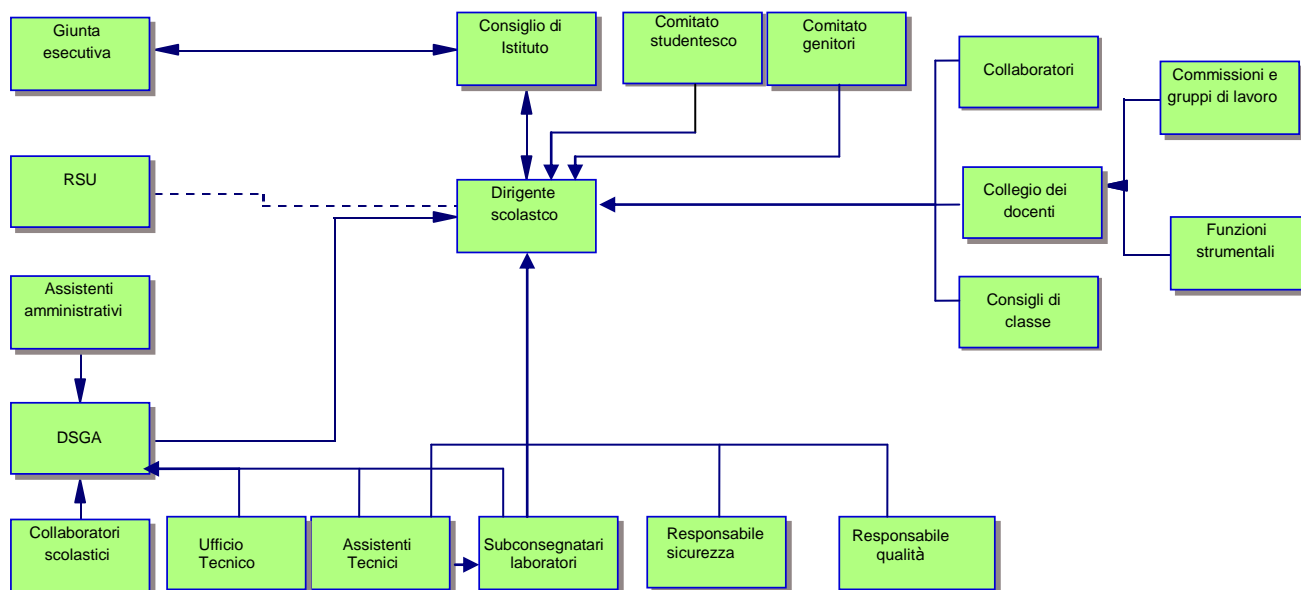 Giunta
esecutiva
Consiglio di
Istituto
Comitato
studentesco
Comitato
genitori
Collaboratori
Commissioni e
gruppi di lavoro
RSU
Dirigente
scolastco
Collegio dei
docenti
Funzioni
strumentali
Assistenti
amministrativi
Consigli di
classe
DSGA
Collaboratori
scolastici
Ufficio
Tecnico
Assistenti
Tecnici
Subconsegnatari
laboratori
Responsabile
sicurezza
Responsabile
qualità